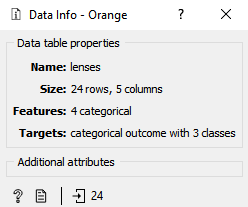 Data Info - Orange ? ×
Data table properties
Name: lenses
Size: 24 rows, 5 columns
Features: 4 categorical
Targets: categorical outcome with 3 classes
Additional attributes
? 24